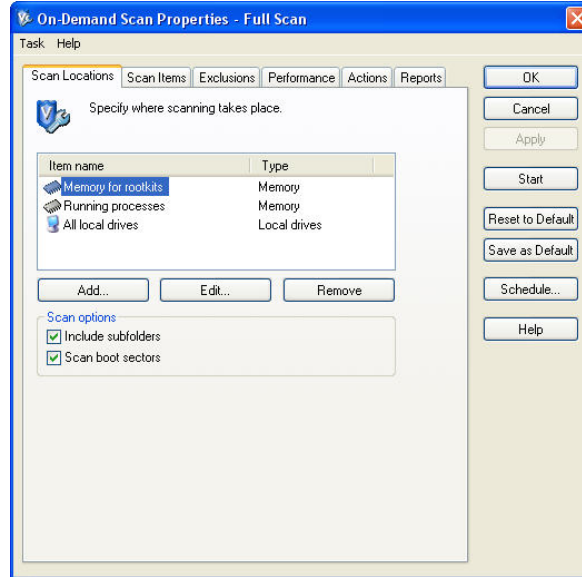 On-Demand Scan Properties - Full Scan
Task Help
Scan Locations Scan Items Exclusions Performance Actions Reports
OK
Specify where scanning takes place.
Cancel
Apply
Item name Type
Memory for rootkits Memory
Running processes Memory
All local drives Local drives
Start
Reset to Default
Save as Default
Add... Edit... Remove
Schedule...
Scan options
Include subfolders
Scan boot sectors
Help